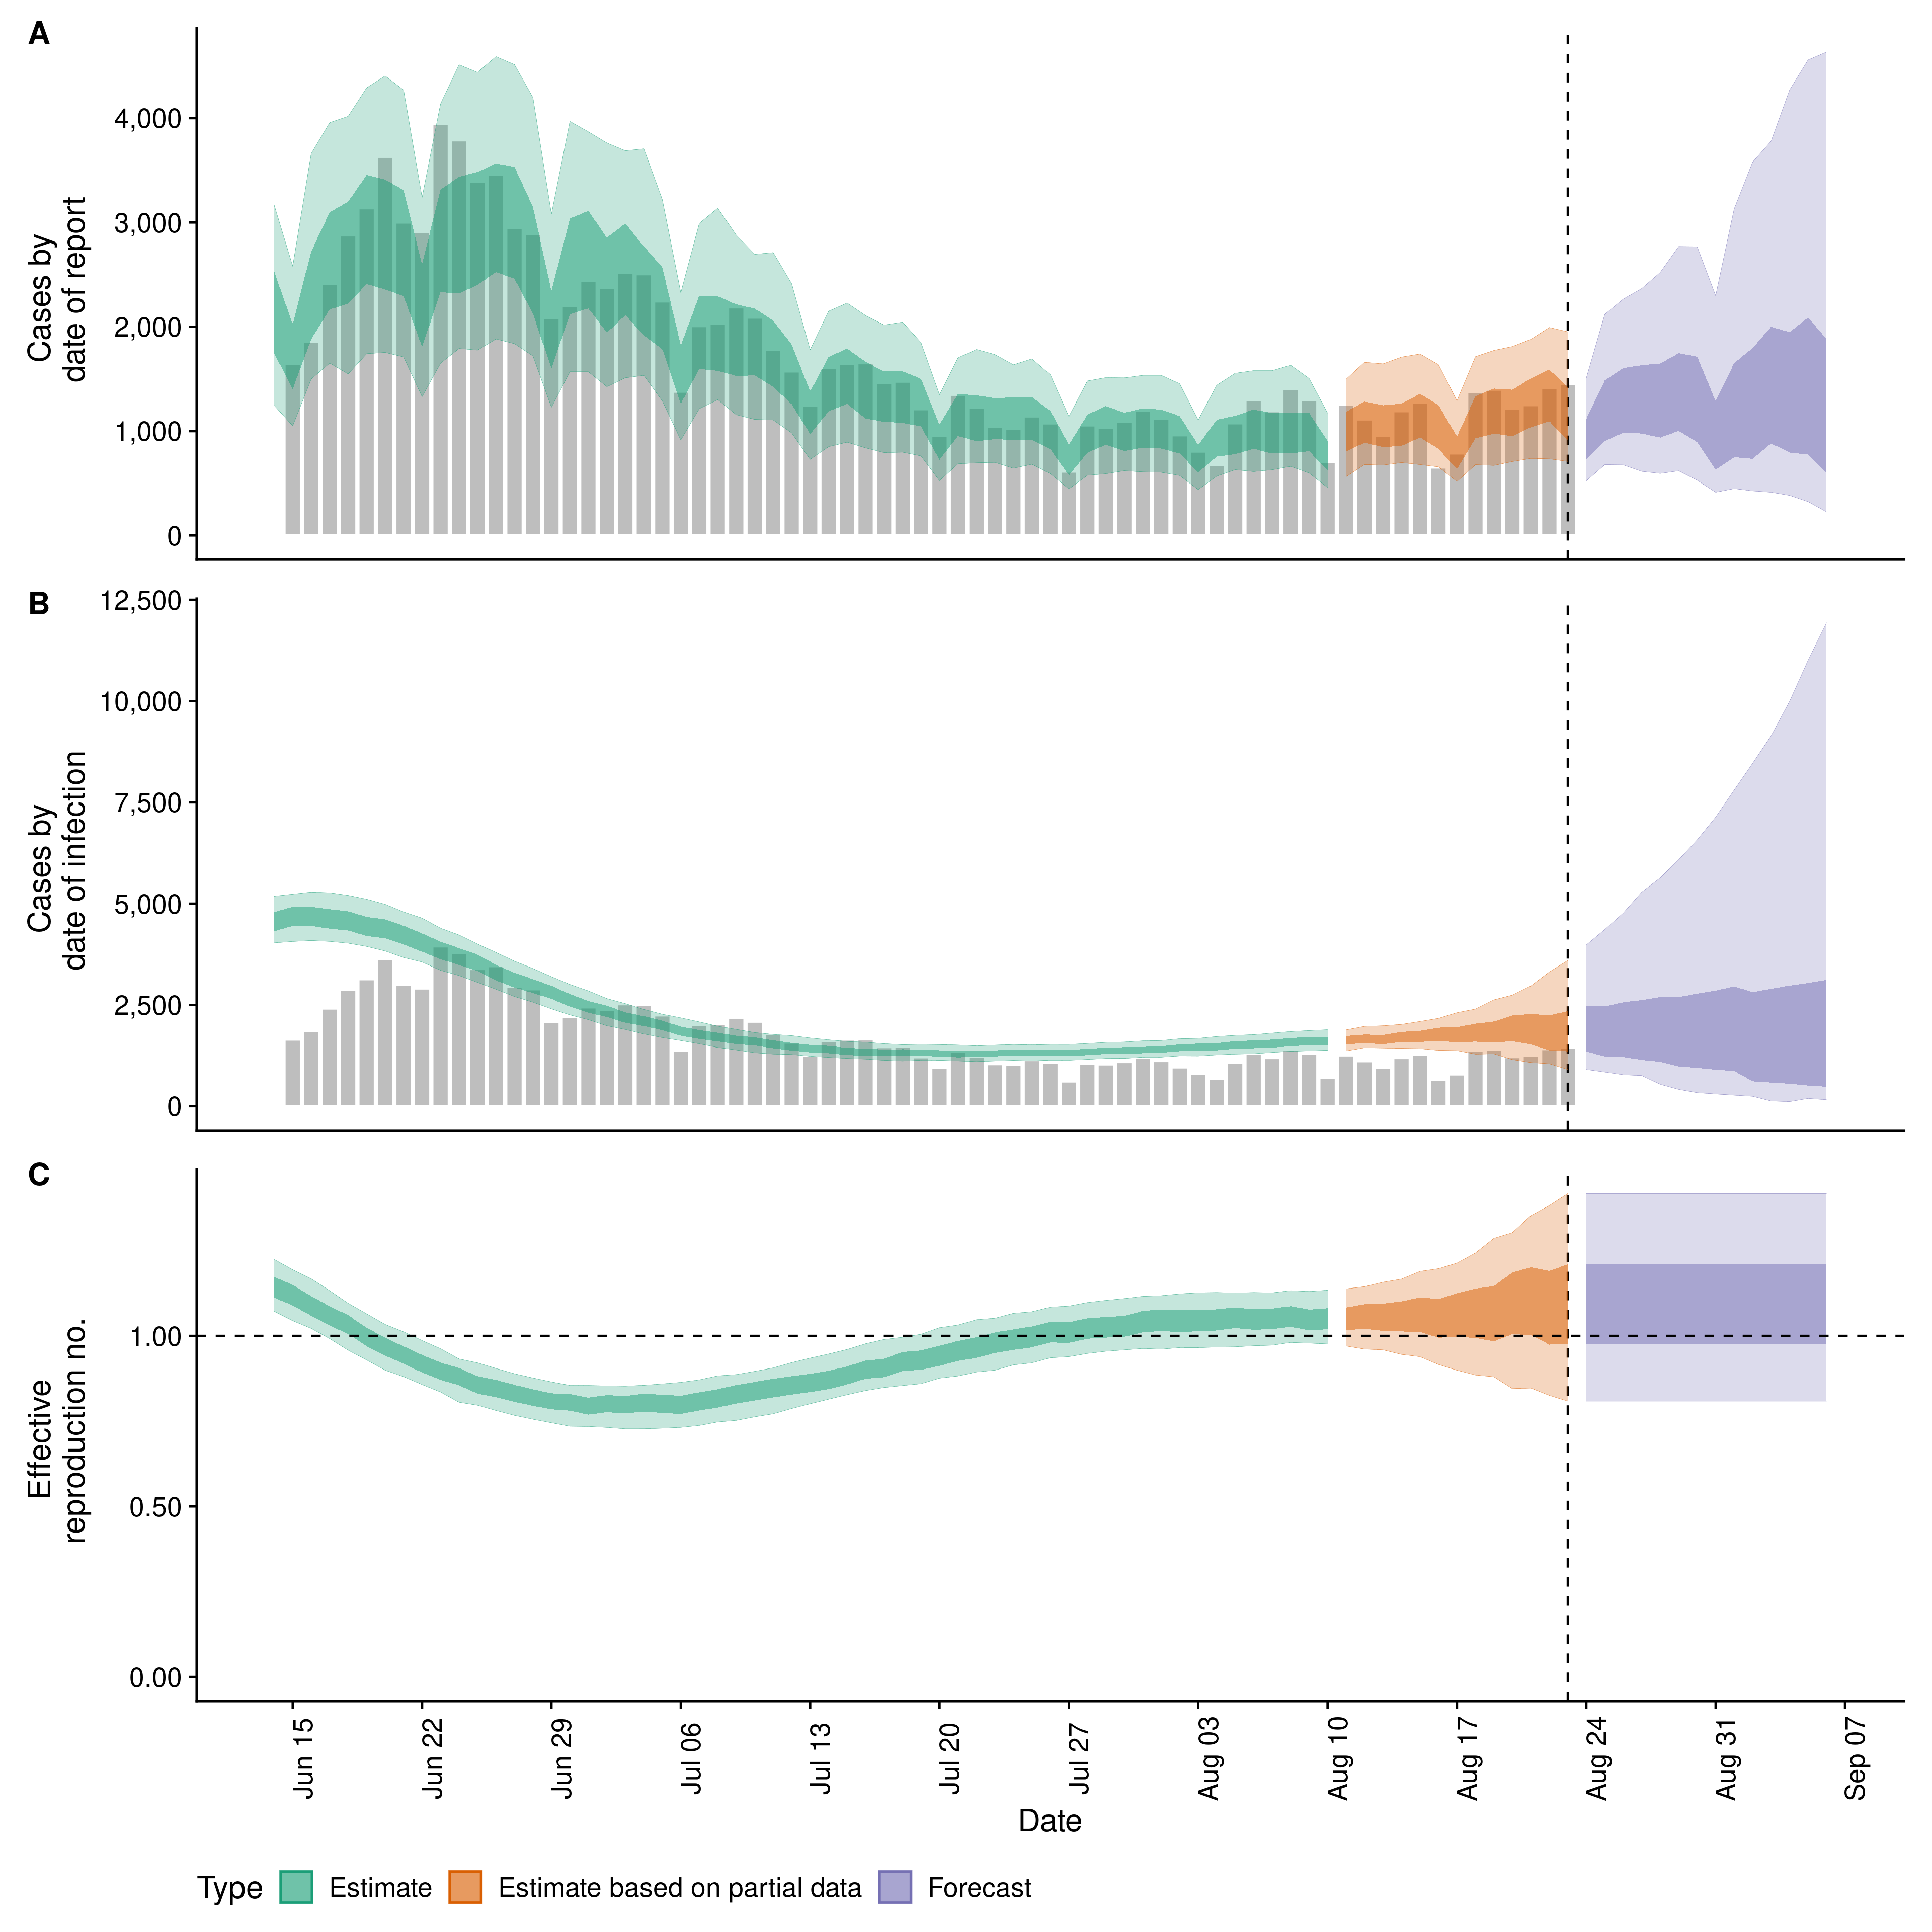 A
Cases by
date of report
4,000
3,000
2,000
1,000
0
B
Cases by
date of infection
12,500
10,000
7,500
5,000
2,500
0
C
Effective
reproduction no.
1.00
0.50
0.00
Jun 15
Jun 22
Jun 29
Jul 06
Jul 13
Jul 20
Jul 27
Aug 03
Aug 10
Aug 17
Aug 24
Aug 31
Sep 07
Date
Type Estimate Estimate based on partial data Forecast